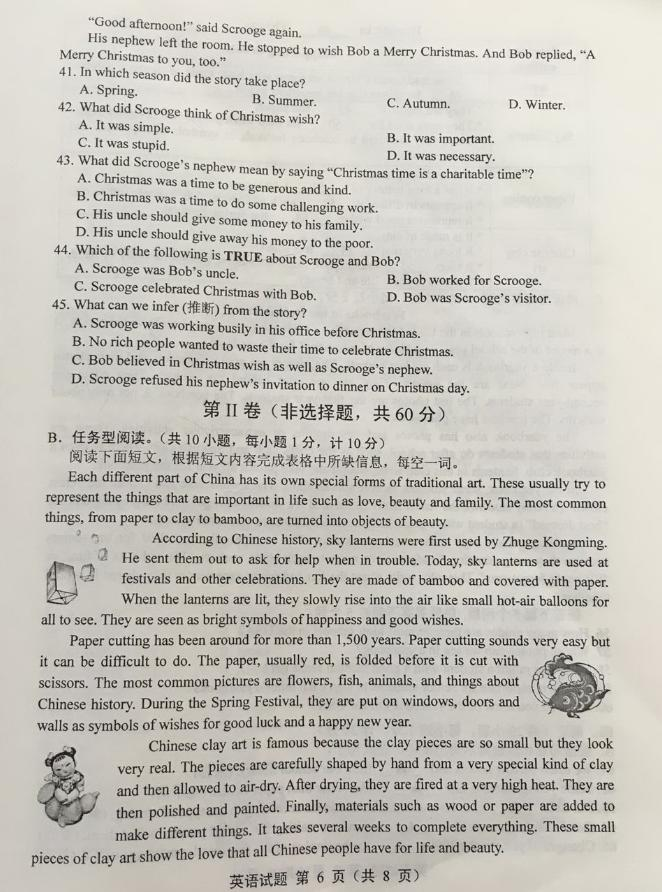 “Good afternoon!” said Scrooge again.
His nephew left the room. He stopped to wish Bob a Merry Christmas. And Bob replied, “A
Merry Christmas to you, too.”
41. In which season did the story take place?
A. Spring. B. Summer. C. Autumn. D. Winter.
42. What did Scrooge think of Christmas wish?
A. It was simple. B. It was important.
C. It was stupid. D. It was necessary.
43. What did Scrooge’s nephew mean by saying “Christmas time is a charitable time”?
A. Christmas was a time to be generous and kind.
B. Christmas was a time to do some challenging work.
C. His uncle should give some money to his family.
D. His uncle should give away his money to the poor.
44. Which of the following is TRUE about Scrooge and Bob?
A. Scrooge was Bob’s uncle. B. Bob worked for Scrooge.
C. Scrooge celebrated Christmas with Bob. D. Bob was Scrooge’s visitor.
45. What can we infer (推断) from the story?
A. Scrooge was working busily in his office before Christmas.
B. No rich people wanted to waste their time to celebrate Christmas.
C. Bob believed in Christmas wish as well as Scrooge’s nephew.
D. Scrooge refused his nephew’s invitation to dinner on Christmas day.
第 II 卷（非选择题，共 60 分）
B．任务型阅读。（共 10 小题，每小题 1 分，计 10 分）
阅读下面短文，根据短文内容完成表格中所缺信息，每空一词。
Each different part of China has its own special forms of traditional art. These usually try to
represent the things that are important in life such as love, beauty and family. The most common
things, from paper to clay to bamboo, are turned into objects of beauty.
According to Chinese history, sky lanterns were first used by Zhuge Kongming.
He sent them out to ask for help when in trouble. Today, sky lanterns are used at
festivals and other celebrations. They are made of bamboo and covered with paper.
When the lanterns are lit, they slowly rise into the air like small hot-air balloons for
all to see. They are seen as bright symbols of happiness and good wishes.
Paper cutting has been around for more than 1,500 years. Paper cutting sounds very easy but
it can be difficult to do. The paper, usually red, is folded before it is cut with
scissors. The most common pictures are flowers, fish, animals, and things about
Chinese history. During the Spring Festival, they are put on windows, doors and
walls as symbols of wishes for good luck and a happy new year.
Chinese clay art is famous because the clay pieces are so small but they look
very real. The pieces are carefully shaped by hand from a very special kind of clay
and then allowed to air-dry. After drying, they are fired at a very high heat. They are
then polished and painted. Finally, materials such as wood or paper are added to
make different things. It takes several weeks to complete everything. These small
pieces of clay art show the love that all Chinese people have for life and beauty.
英语试题 第 6 页（共 8 页）